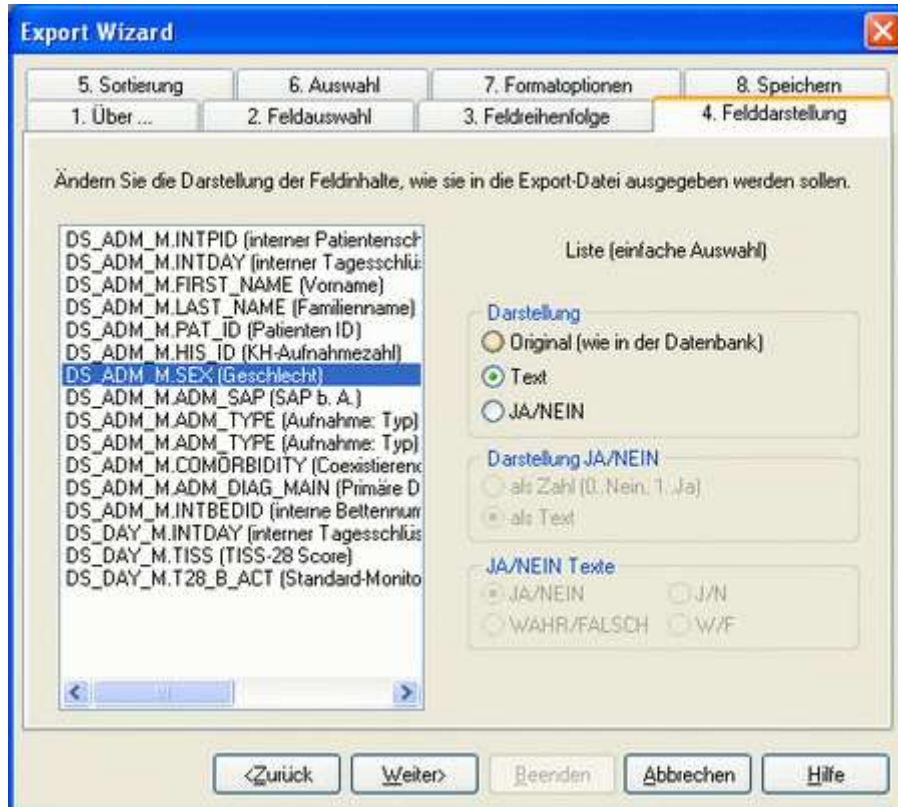 Export Wizard
5. Sortierung 6. Auswahl 7. Formatoptionen 8. Speichern
1. Über ... 2. Feldauswahl 3. Feldreihenfolge 4. Felddarstellung
Ändern Sie die Darstellung der Feldinhalte, wie sie in die Export-Datei ausgegeben werden sollen.
DS_ADM_M.INTPID (interner Patientensch
DS_ADM_M.INTDAY (interner Tagesschlü
DS_ADM_M.FIRST_NAME (Vorname)
DS_ADM_M.LAST_NAME (Familienname)
DS_ADM_M.PAT_ID (Patienten ID)
DS_ADM_M.HIS_ID (KH-Aufnahmezahl)
DS_ADM_M.SEX (Geschlecht)
DS_ADM_M.ADM_SAP (SAP b. A.)
DS_ADM_M.ADM_TYPE (Aufnahme: Typ)
DS_ADM_M.ADM_TYPE (Aufnahme: Typ)
DS_ADM_M.COMORBIDITY (Coexistierend
DS_ADM_M.ADM_DIAG_MAIN (Primäre D
DS_ADM_M.INTBEDID (interne Bettennum
DS_DAY_M.INTDAY (interner Tagesschlüs
DS_DAY_M.TISS (TISS-28 Score)
DS_DAY_M.T28_B_ACT (Standard-Monito
Liste (einfache Auswahl)
Darstellung
Original (wie in der Datenbank)
Text
JA/NEIN
Darstellung JA/NEIN
als Zahl (0..Nein, 1..Ja)
als Text
JA/NEIN Texte
JA/NEIN J/N
WAHR/FALSCH W/F
<Zurück Weiter> Beenden Abbrechen Hilfe